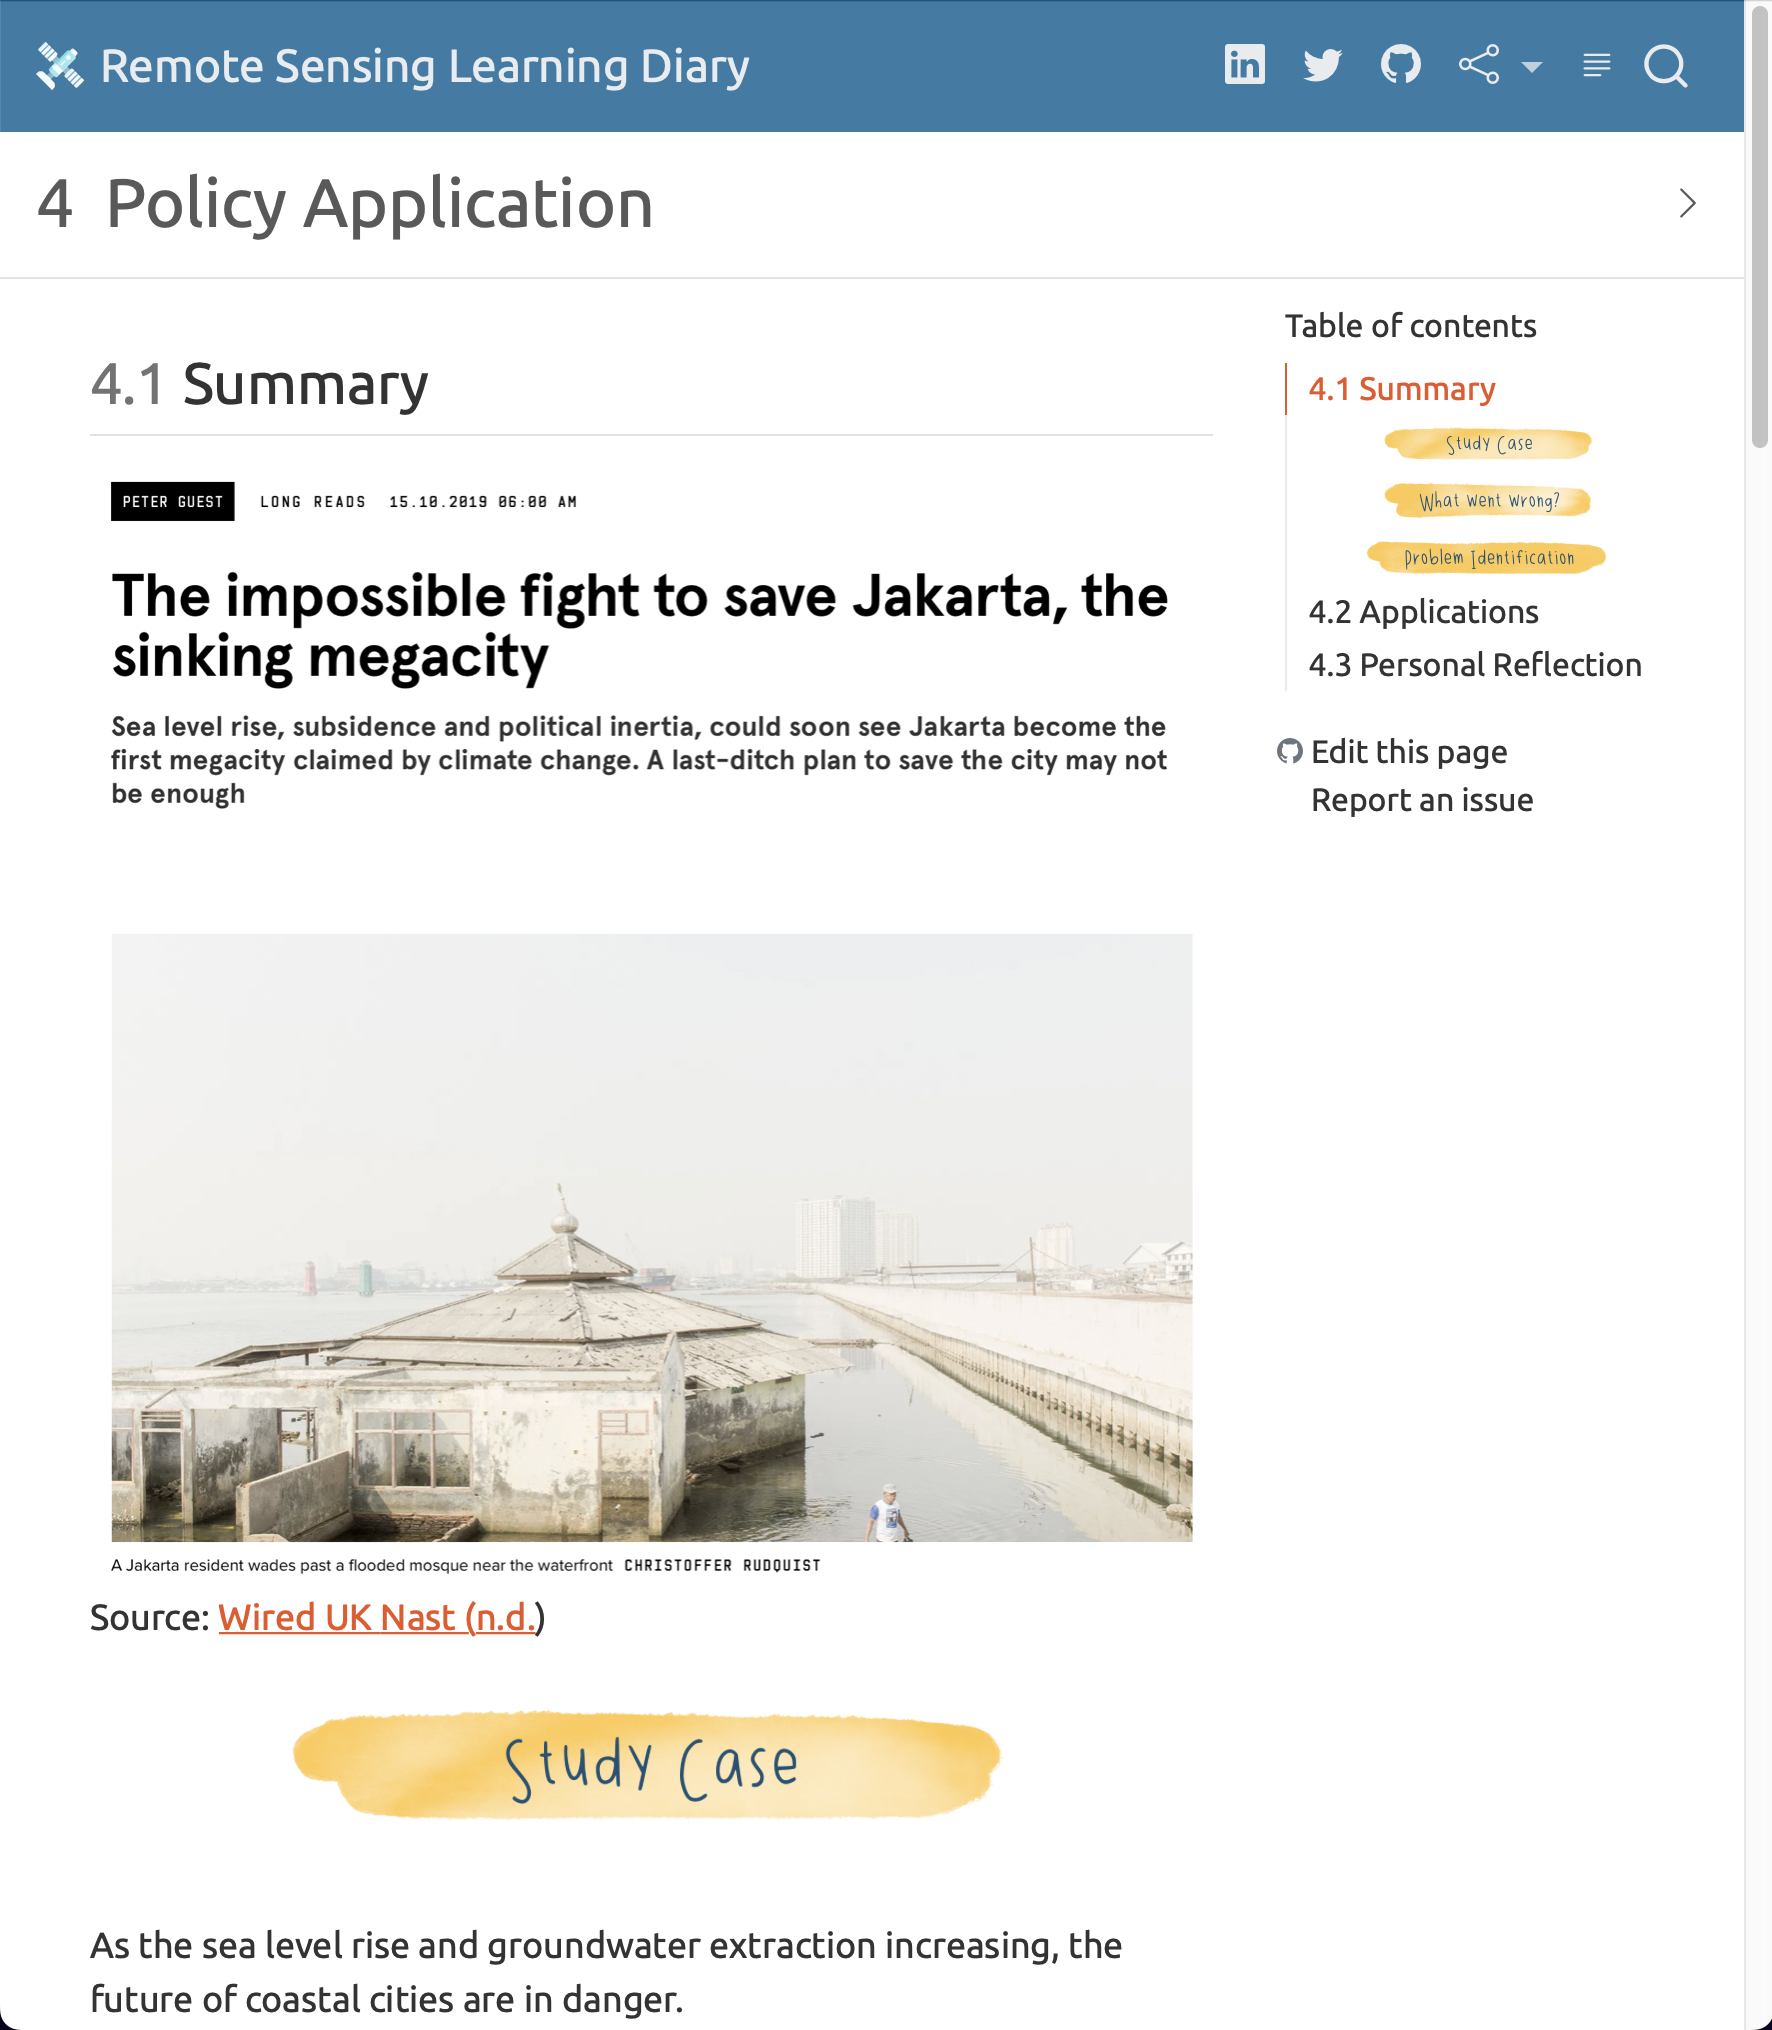 Remote Sensing Learning Diary
4 Policy Application
4.1 Summary
PETER GUEST LONG READS 15.10.2019 06:00 AM
The impossible fight to save Jakarta, the
sinking megacity
Sea level rise, subsidence and political inertia, could soon see Jakarta become the
first megacity claimed by climate change. A last-ditch plan to save the city may not
be enough
A Jakarta resident wades past a flooded mosque near the waterfront CHRISTOFFER RUDQUIST
Source: Wired UK Nast (n.d.)
Study Case
As the sea level rise and groundwater extraction increasing, the
future of coastal cities are in danger.
Table of contents
4.1 Summary
Study Case
What Went Wrong?
Problem Identification
4.2 Applications
4.3 Personal Reflection
Edit this page
Report an issue